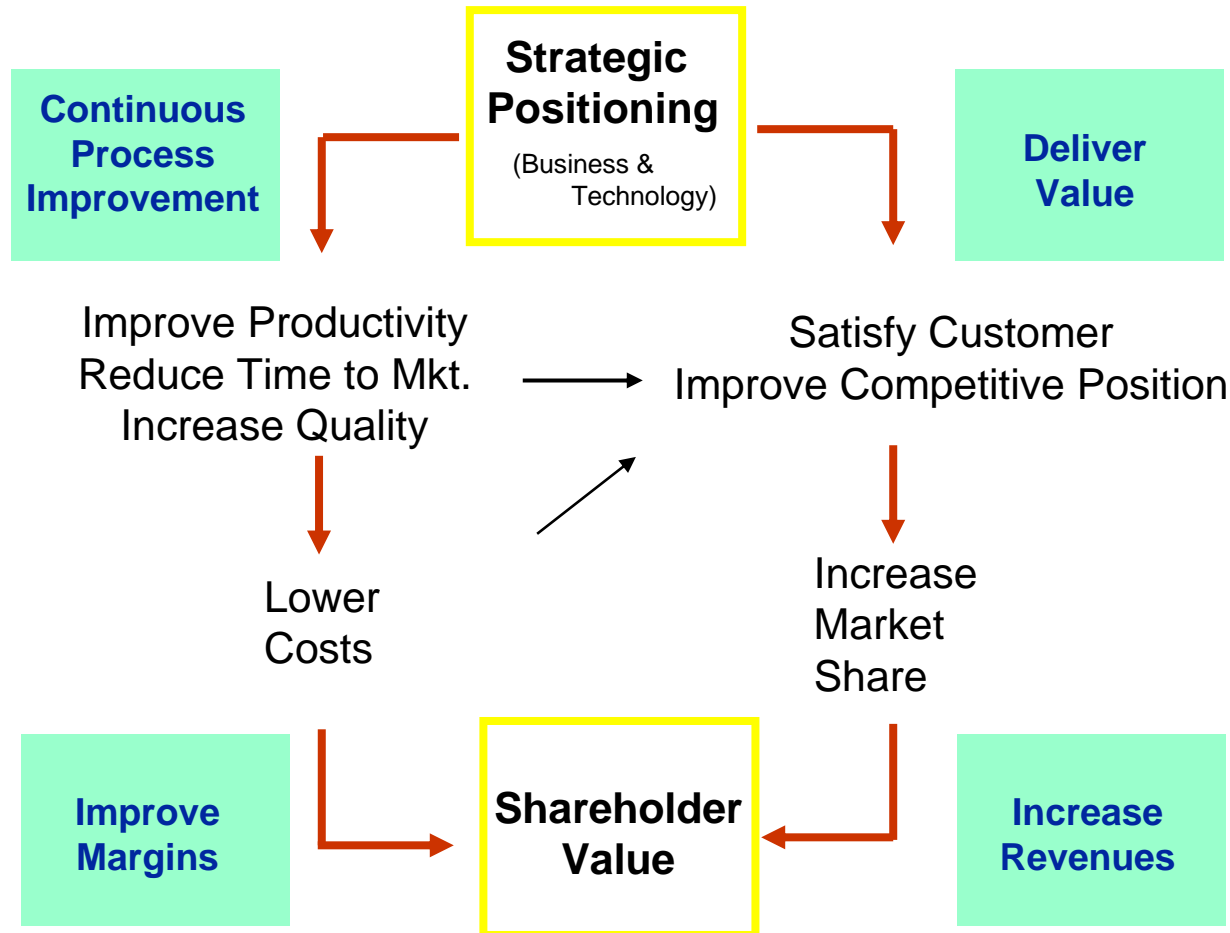 Strategic
Positioning
(Business &
Technology)
Continuous
Process
Improvement
Deliver
Value
Improve Productivity
Reduce Time to Mkt.
Increase Quality
Satisfy Customer
Improve Competitive Position
Lower
Costs
Increase
Market
Share
Improve
Margins
Shareholder
Value
Increase
Revenues